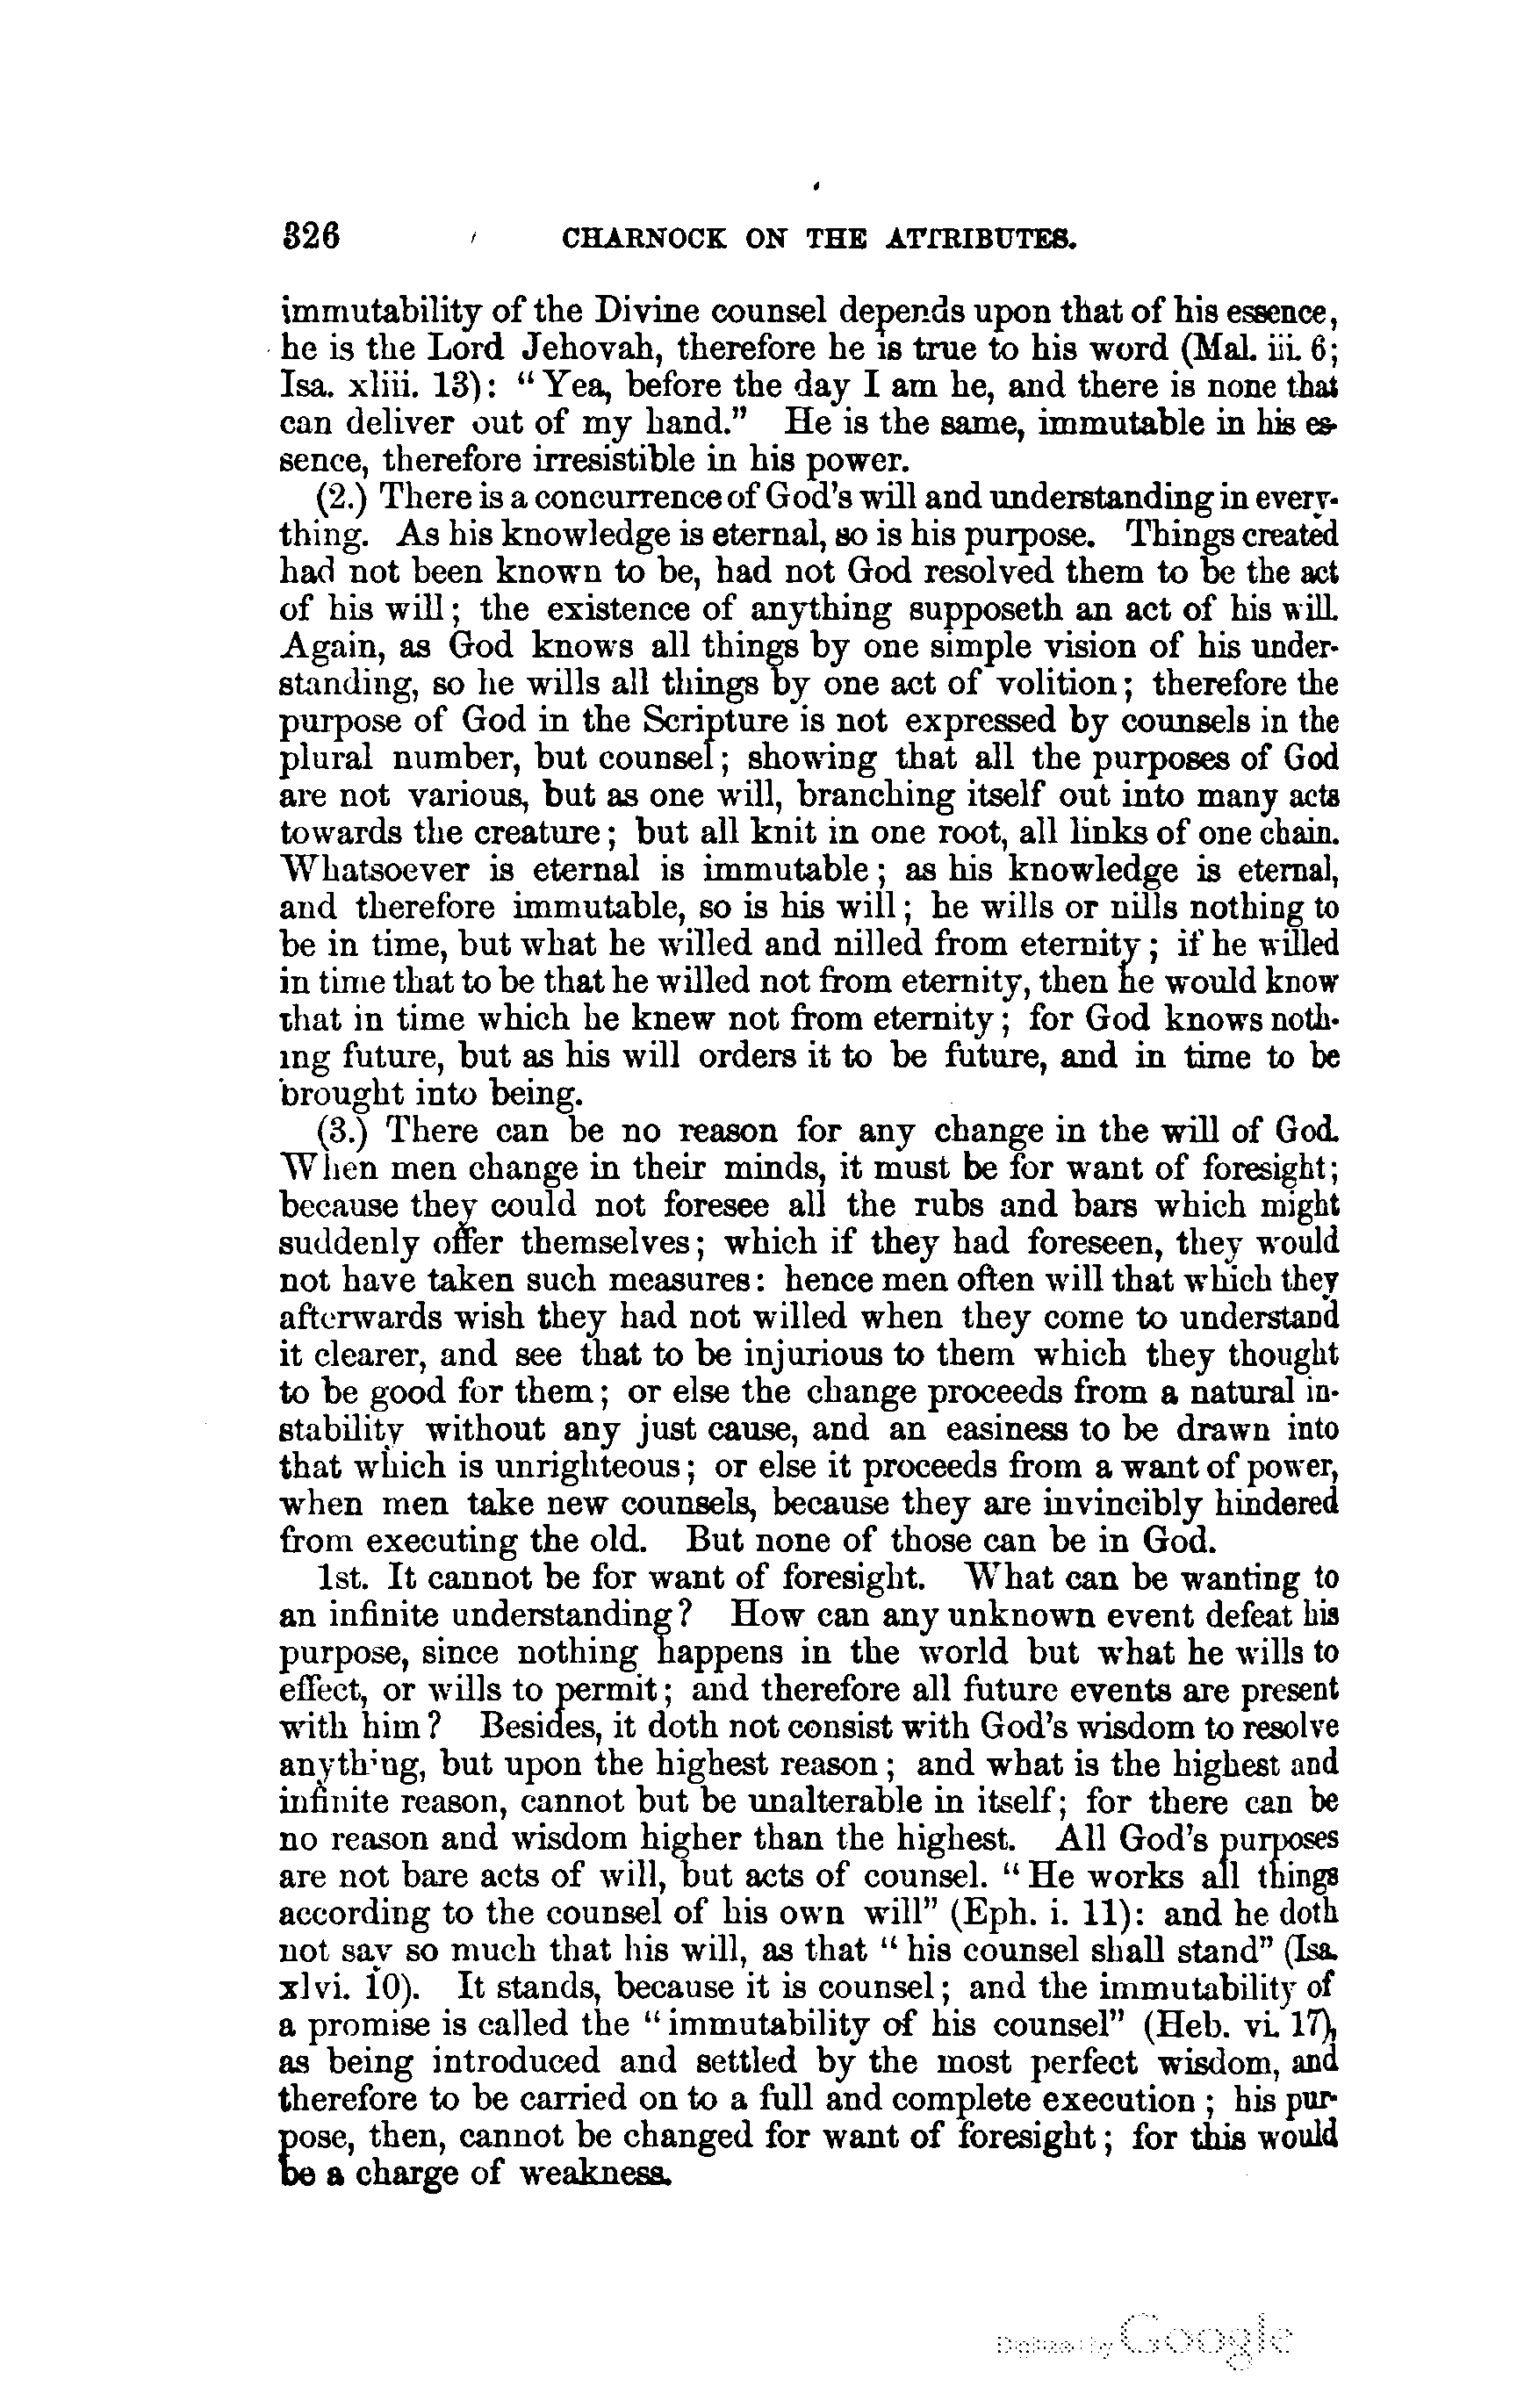 326 CHARNOCK ON THE ATTRIBUTES.
immutability of the Divine counsel depends upon that of his essence,
he is the Lord Jehovah, therefore he is true to his word (Mal. iii. 6;
Isa. xliii. 13): “Yea, before the day I am he, and there is none that
can deliver out of my hand.” He is the same, immutable in his es-
sence, therefore irresistible in his power.
(2.) There is a concurrence of God's will and understanding in every-
thing. As his knowledge is eternal, so is his purpose. Things created
had not been known to be, had not God resolved them to be the act
of his will; the existence of anything supposeth an act of his will.
Again, as God knows all things by one simple vision of his under-
standing, so he wills all things by one act of volition; therefore the
purpose of God in the Scripture is not expressed by counsels in the
plural number, but counsel; showing that all the purposes of God
are not various, but as one will, branching itself out into many acts
towards the creature; but all knit in one root, all links of one chain.
Whatsoever is eternal is immutable; as his knowledge is eternal,
and therefore immutable, so is his will; he wills or nills nothing to
be in time, but what he willed and nilled from eternity; if he willed
in time that to be that he willed not from eternity, then he would know
that in time which he knew not from eternity; for God knows noth-
ing future, but as his will orders it to be future, and in time to be
brought into being.
(3.) There can be no reason for any change in the will of God.
When men change in their minds, it must be for want of foresight;
because they could not foresee all the rubs and bars which might
suddenly offer themselves; which if they had foreseen, they would
not have taken such measures: hence men often will that which they
afterwards wish they had not willed when they come to understand
it clearer, and see that to be injurious to them which they thought
to be good for them; or else the change proceeds from a natural in-
stability without any just cause, and an easiness to be drawn into
that which is unrighteous; or else it proceeds from a want of power,
when men take new counsels, because they are invincibly hindered
from executing the old. But none of those can be in God.
1st. It cannot be for want of foresight. What can be wanting to
an infinite understanding? How can any unknown event defeat his
purpose, since nothing happens in the world but what he wills to
effect, or wills to permit; and therefore all future events are present
with him? Besides, it doth not consist with God's wisdom to resolve
anything, but upon the highest reason; and what is the highest and
infinite reason, cannot but be unalterable in itself; for there can be
no reason and wisdom higher than the highest. All God's purposes
are not bare acts of will, but acts of counsel. “He works all things
according to the counsel of his own will” (Eph. i. 11): and he doth
not say so much that his will, as that “his counsel shall stand” (Isa.
xlvi. 10). It stands, because it is counsel; and the immutability of
a promise is called the “immutability of his counsel” (Heb. vi. 17),
as being introduced and settled by the most perfect wisdom, and
therefore to be carried on to a full and complete execution; his pur-
pose, then, cannot be changed for want of foresight; for this would
be a charge of weakness.
Digitized by Google